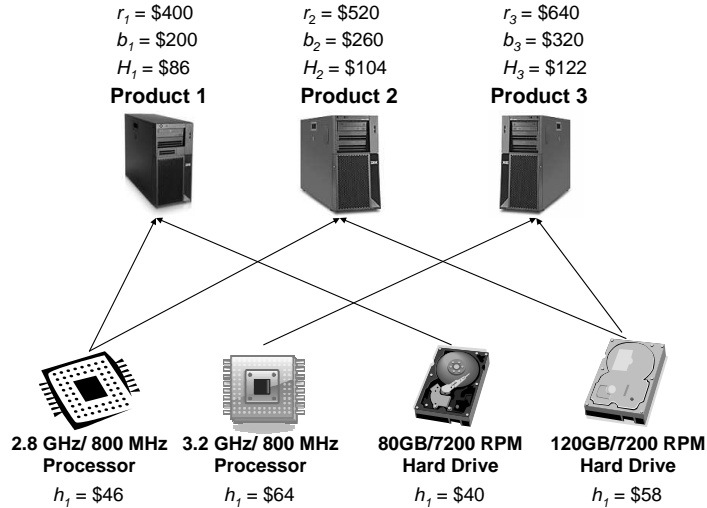 r1 = $400 r2 = $520 r3 = $640
b1 = $200 b2 = $260 b3 = $320
H1 = $86 H2 = $104 H3 = $122
Product 1 Product 2 Product 3
2.8 GHz/ 800 MHz 3.2 GHz/ 800 MHz 80GB/7200 RPM 120GB/7200 RPM
Processor Processor Hard Drive Hard Drive
h1 = $46 h1 = $64 h1 = $40 h1 = $58